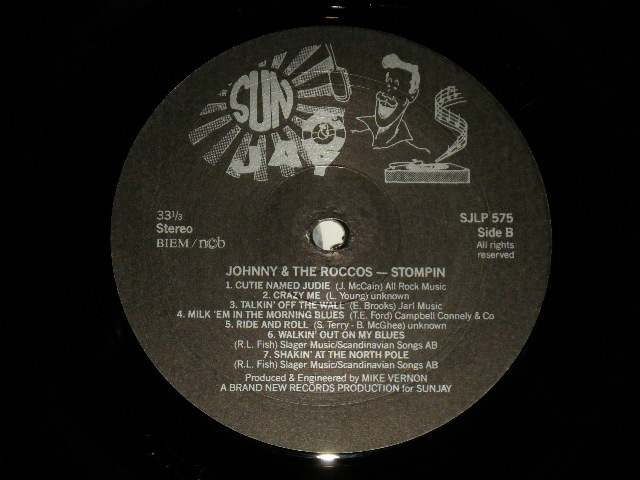 SUN
JAY
33⅓
Stereo
BIEM / ncb
SJLP 575
Side B
All rights
reserved
JOHNNY & THE ROCCOS — STOMPIN
1. CUTIE NAMED JUDIE (J. McCain) All Rock Music
2. CRAZY ME (L. Young) unknown
3. TALKIN' OFF THE WALL (E. Brooks) Jarl Music
4. MILK 'EM IN THE MORNING BLUES (T.E. Ford) Campbell Connely & Co
5. RIDE AND ROLL (S. Terry - B. McGhee) unknown
6. WALKIN' OUT ON MY BLUES
(R.L. Fish) Slager Music/Scandinavian Songs AB
7. SHAKIN' AT THE NORTH POLE
(R.L. Fish) Slager Music/Scandinavian Songs AB
Produced & Engineered by MIKE VERNON
A BRAND NEW RECORDS PRODUCTION for SUNJAY